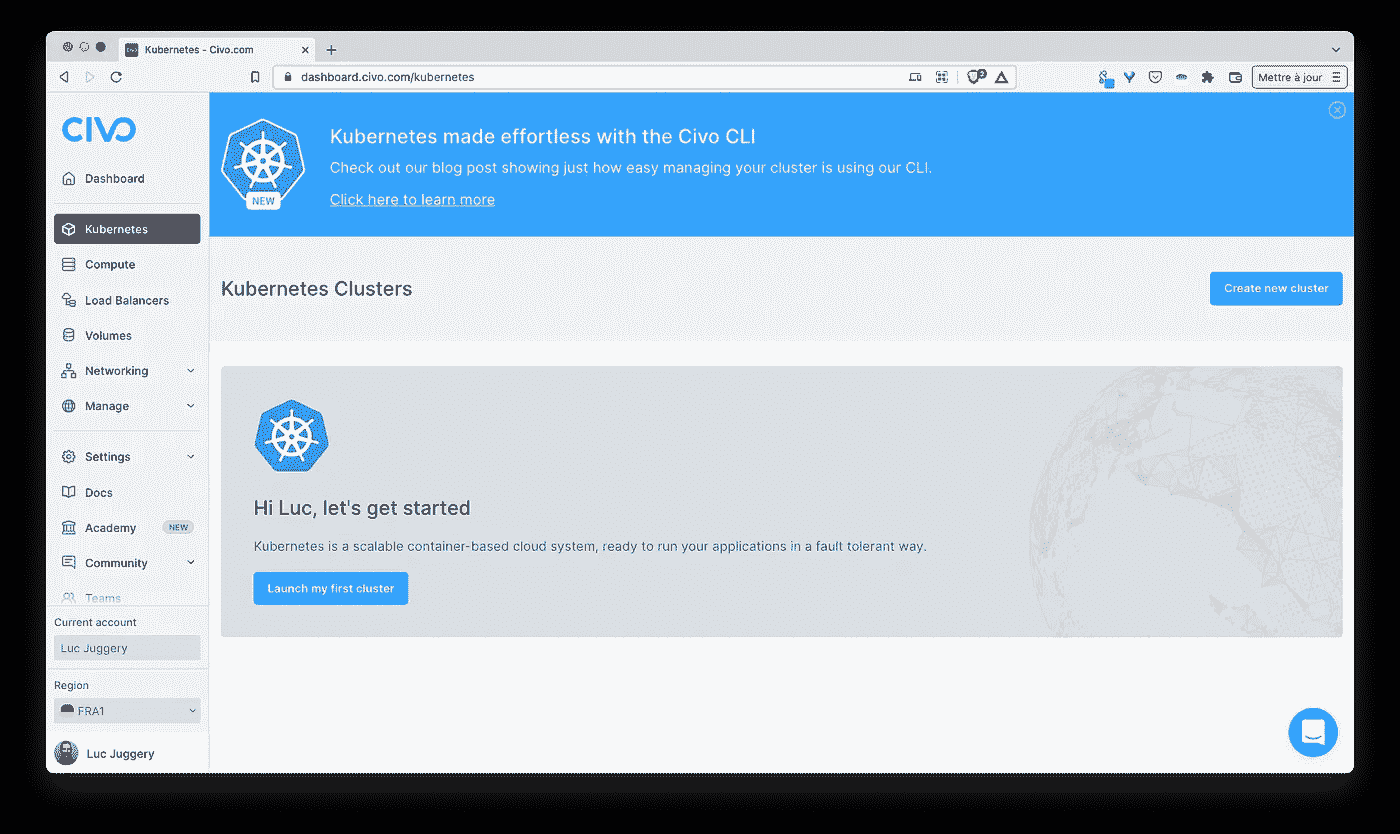 Kubernetes - Civo.com
dashboard.civo.com/kubernetes
2
Mettre à jour
CIVO
Dashboard
Kubernetes
Compute
Load Balancers
Volumes
Networking
Manage
Settings
Docs
Academy NEW
Community
Teams
Current account
Luc Juggery
Region
FRA1
Luc Juggery
NEW
Kubernetes made effortless with the Civo CLI
Check out our blog post showing just how easy managing your cluster is using our CLI.
Click here to learn more
Kubernetes Clusters
Create new cluster
Hi Luc, let's get started
Kubernetes is a scalable container-based cloud system, ready to run your applications in a fault tolerant way.
Launch my first cluster